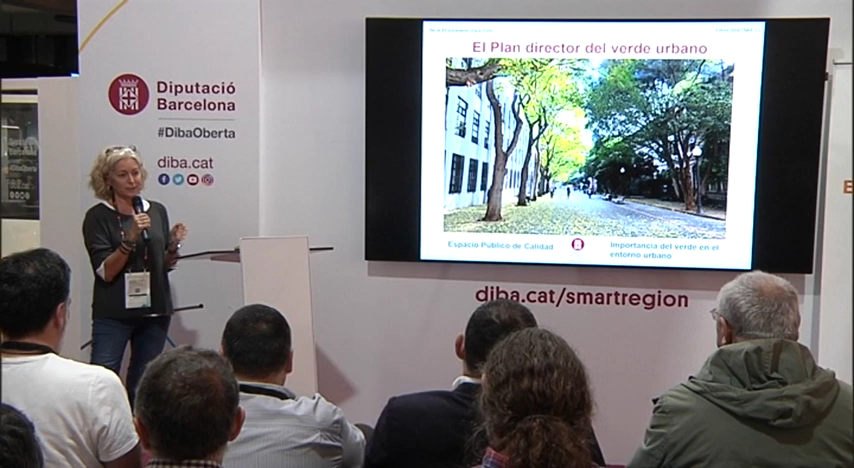 Diputació
Barcelona
#DibaOberta
diba.cat
El Plan director del verde urbano
Espacio Público de Calidad
Importancia del verde en el
entorno urbano
diba.cat/smartregion